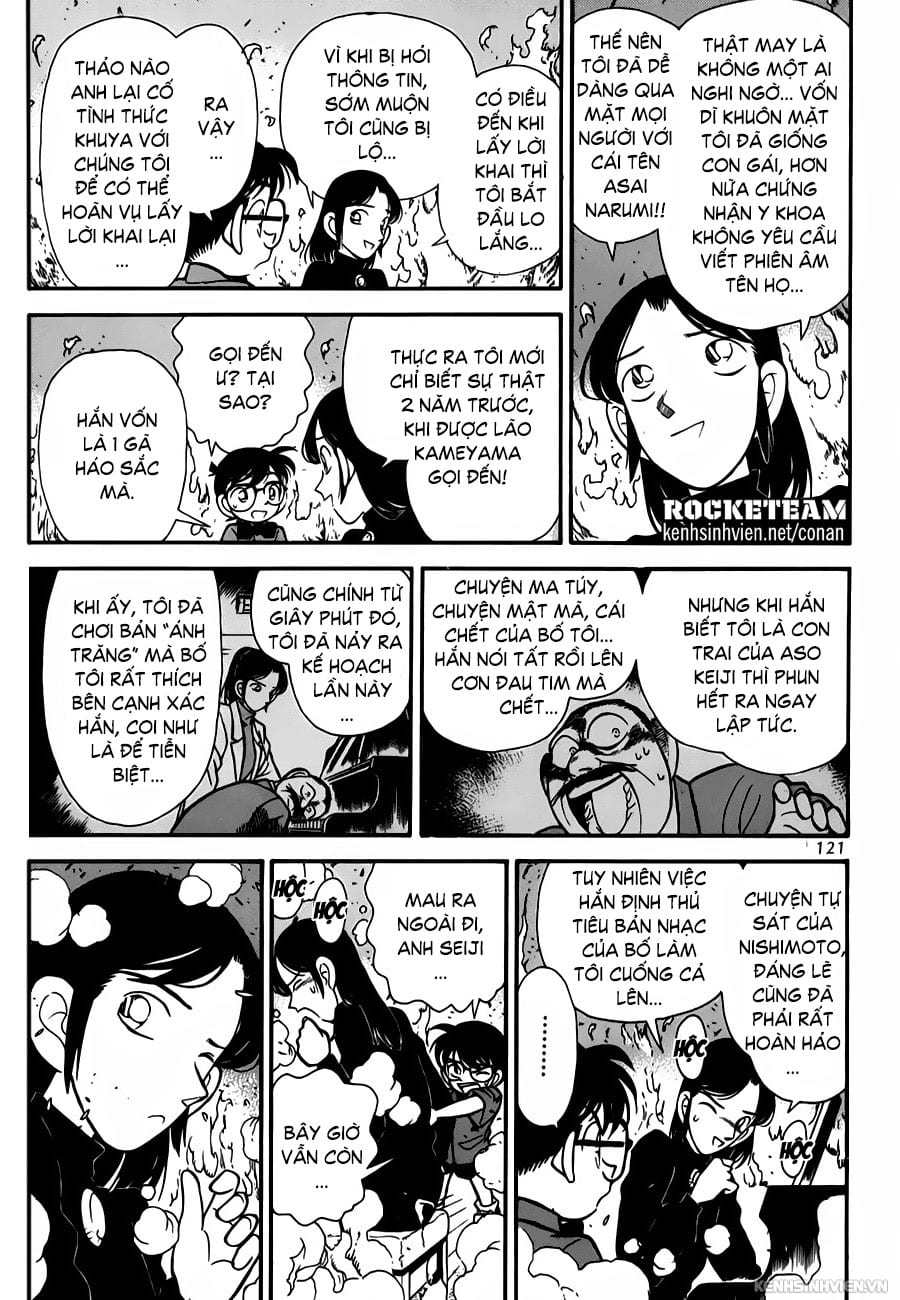 THẬT MAY LÀ
KHÔNG MỘT AI
NGHI NGỜ... VỐN
DĨ KHUÔN MẶT
TÔI ĐÃ GIỐNG
CON GÁI, HƠN
NỮA CHỨNG
NHẬN Y KHOA
KHÔNG YÊU CẦU
VIẾT PHIÊN ÂM
TÊN HỌ...
THẾ NÊN
TÔI ĐÃ DỄ
DÀNG QUA
MẶT MỌI
NGƯỜI VỚI
CÁI TÊN
ASAI
NARUMI!!
ROCKETEAM
kenhsinhvien.net/conan
CÓ ĐIỀU
ĐẾN KHI
LẤY LỜI
KHAI THÌ
TÔI BẮT
ĐẦU LO
LẮNG...
VÌ KHI BỊ HỎI
THÔNG TIN,
SỚM MUỘN
TÔI CŨNG BỊ
LỘ...
RA
VẬY
...
THẢO NÀO
ANH LẠI CỐ
TÌNH THỨC
KHUYA VỚI
CHÚNG TÔI
ĐỂ CÓ THỂ
HOÃN VỤ LẤY
LỜI KHAI LẠI
...
THỰC RA TÔI MỚI
CHỈ BIẾT SỰ THẬT
2 NĂM TRƯỚC,
KHI ĐƯỢC LÃO
KAMEYAMA
GỌI ĐẾN!
GỌI ĐẾN
Ư? TẠI
SAO?
HẮN VỐN
LÀ 1 GÃ
HÁO SẮC
MÀ.
NHƯNG KHI HẮN
BIẾT TÔI LÀ CON
TRAI CỦA ASO
KEIJI THÌ PHUN
HẾT RA NGAY
LẬP TỨC.
CHUYỆN MA TÚY,
CHUYỆN MẬT MÃ, CÁI
CHẾT CỦA BỐ TÔI...
HẮN NÓI TẤT RỒI LÊN
CƠN ĐAU TIM MÀ
CHẾT...
CŨNG CHÍNH TỪ
GIÂY PHÚT ĐÓ,
TÔI ĐÃ NẢY RA
KẾ HOẠCH
LẦN NÀY
...
KHI ẤY, TÔI ĐÃ
CHƠI BẢN “ÁNH
TRĂNG” MÀ BỐ
TÔI RẤT THÍCH
BÊN CẠNH XÁC
HẮN, COI NHƯ
LÀ ĐỂ TIỄN
BIỆT...
121
CHUYỆN TỰ
SÁT CỦA
NISHIMOTO,
ĐÁNG LẼ
CŨNG ĐÃ
PHẢI RẤT
HOÀN HẢO
...
TUY NHIÊN VIỆC
HẮN ĐỊNH THỦ
TIÊU BẢN NHẠC
CỦA BỐ LÀM
TÔI CUỐNG CẢ
LÊN...
HỘC
HỘC
.........
MAU RA
NGOÀI ĐI,
ANH SEIJI
...
HỘC
HỘC
BÂY GIỜ
VẪN CÒN
...
KENHSINHVIEN.VN